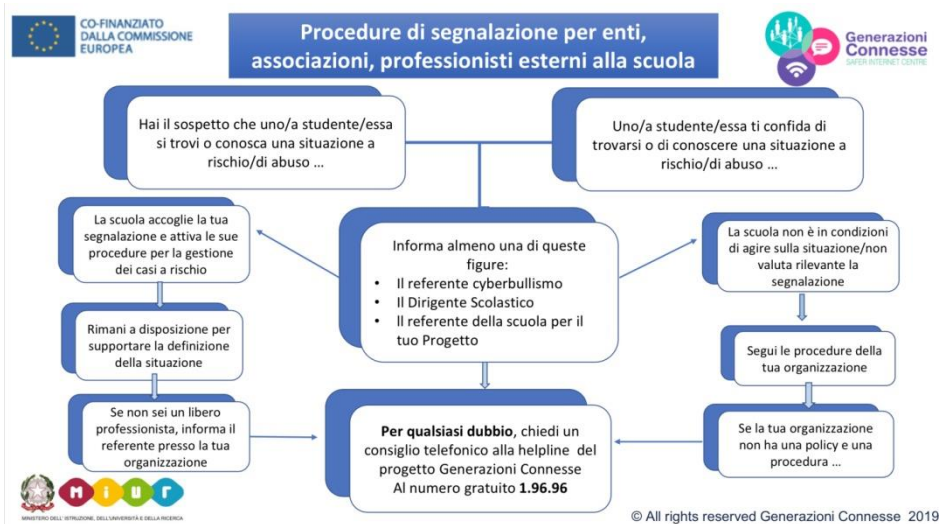 CO-FINANZIATO
DALLA COMMISSIONE
EUROPEA
Procedure di segnalazione per enti,
associazioni, professionisti esterni alla scuola
Generazioni
Connesse
SAFER INTERNET CENTRE
Hai il sospetto che uno/a studente/essa
si trovi o conosca una situazione a
rischio/di abuso ...
Uno/a studente/essa ti confida di
trovarsi o di conoscere una situazione a
rischio/di abuso ...
La scuola accoglie la tua
segnalazione e attiva le sue
procedure per la gestione
dei casi a rischio
Informa almeno una di queste
figure:
• Il referente cyberbullismo
• Il Dirigente Scolastico
• Il referente della scuola per il
tuo Progetto
La scuola non è in condizioni
di agire sulla situazione/non
valuta rilevante la
segnalazione
Rimani a disposizione per
supportare la definizione
della situazione
Segui le procedure della
tua organizzazione
Se non sei un libero
professionista, informa il
referente presso la tua
organizzazione
Per qualsiasi dubbio, chiedi un
consiglio telefonico alla helpline del
progetto Generazioni Connesse
Al numero gratuito 1.96.96
Se la tua organizzazione
non ha una policy e una
procedura ...
MIUR
MINISTERO DELL'ISTRUZIONE, DELL'UNIVERSITÀ E DELLA RICERCA
© All rights reserved Generazioni Connesse 2019